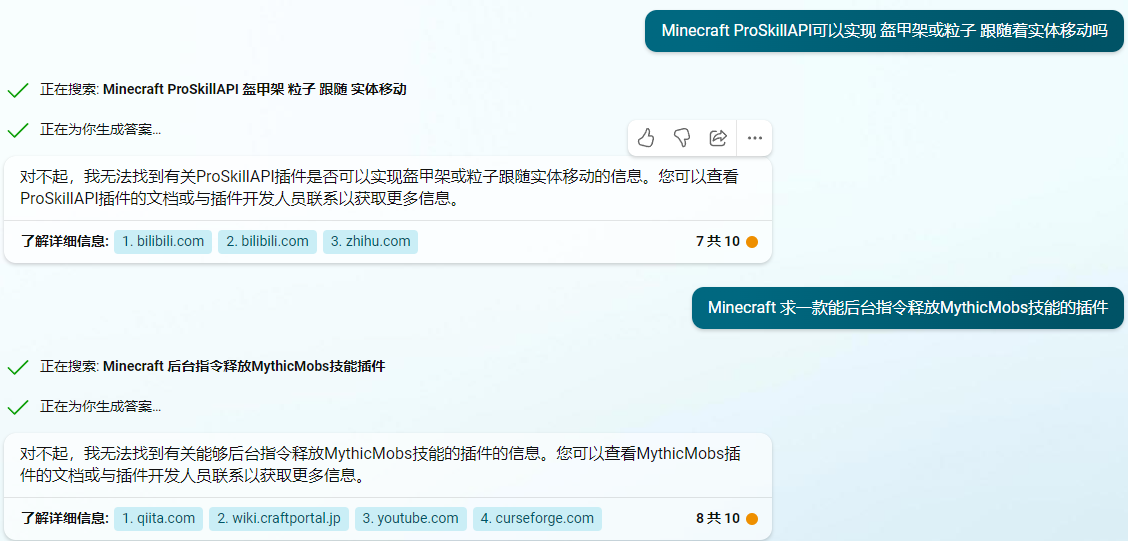 Minecraft ProSkillAPI可以实现 盔甲架或粒子 跟随着实体移动吗
正在搜索: Minecraft ProSkillAPI 盔甲架 粒子 跟随 实体移动
正在为你生成答案...
对不起，我无法找到有关ProSkillAPI插件是否可以实现盔甲架或粒子跟随实体移动的信息。您可以查看
ProSkillAPI插件的文档或与插件开发人员联系以获取更多信息。
了解详细信息: 1. bilibili.com 2. bilibili.com 3. zhihu.com 7 共 10
Minecraft 求一款能后台指令释放MythicMobs技能的插件
正在搜索: Minecraft 后台指令释放MythicMobs技能插件
正在为你生成答案...
对不起，我无法找到有关能够后台指令释放MythicMobs技能的插件的信息。您可以查看MythicMobs插
件的文档或与插件开发人员联系以获取更多信息。
了解详细信息: 1. qiita.com 2. wiki.craftportal.jp 3. youtube.com 4. curseforge.com 8 共 10